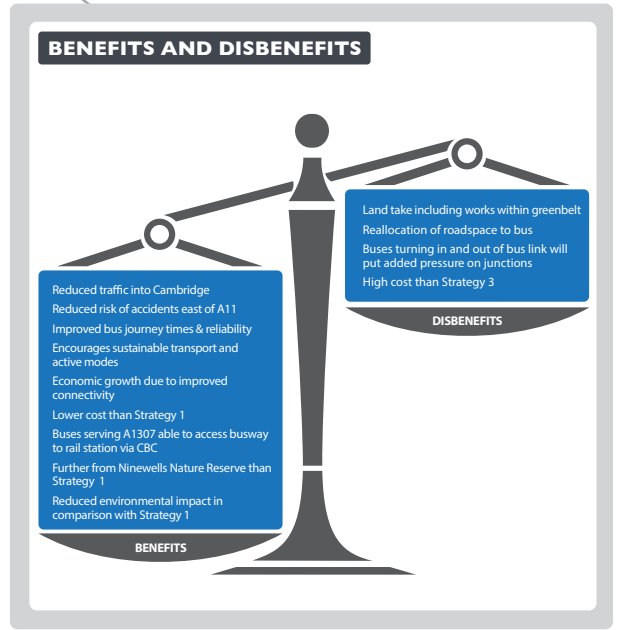 BENEFITS AND DISBENEFITS
Land take including works within greenbelt
Reallocation of roadspace to bus
Buses turning in and out of bus link will
put added pressure on junctions
High cost than Strategy 3
DISBENEFITS
Reduced traffic into Cambridge
Reduced risk of accidents east of A11
Improved bus journey times & reliability
Encourages sustainable transport and
active modes
Economic growth due to improved
connectivity
Lower cost than Strategy 1
Buses serving A1307 able to access busway
to rail station via CBC
Further from Ninewells Nature Reserve than
Strategy 1
Reduced environmental impact in
comparison with Strategy 1
BENEFITS